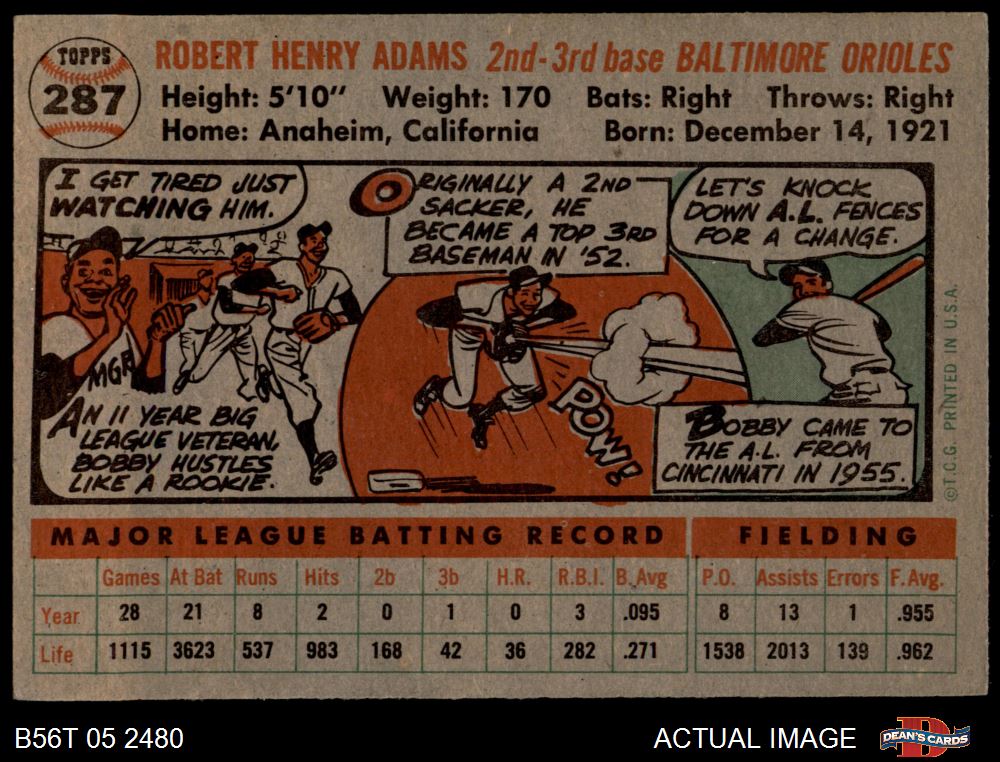 TOPPS
287
ROBERT HENRY ADAMS 2nd-3rd base BALTIMORE ORIOLES
Height: 5'10" Weight: 170 Bats: Right Throws: Right
Home: Anaheim, California Born: December 14, 1921
I GET TIRED JUST
WATCHING HIM.
MGR
AN 11 YEAR BIG
LEAGUE VETERAN,
BOBBY HUSTLES
LIKE A ROOKIE.
ORIGINALLY A 2ND
SACKER, HE
BECAME A TOP 3RD
BASEMAN IN '52.
POW!
LET'S KNOCK
DOWN A.L. FENCES
FOR A CHANGE.
BOBBY CAME TO
THE A.L. FROM
CINCINNATI IN 1955.
©T.C.G. PRINTED IN U.S.A.
MAJOR LEAGUE BATTING RECORD FIELDING
Games At Bat Runs Hits 2b 3b H.R. R.B.I. B. Avg P.O. Assists Errors F. Avg.
Year 28 21 8 2 0 1 0 3 .095 8 13 1 .955
Life 1115 3623 537 983 168 42 36 282 .271 1538 2013 139 .962
B56T 05 2480 ACTUAL IMAGE
D
DEAN'S CARDS